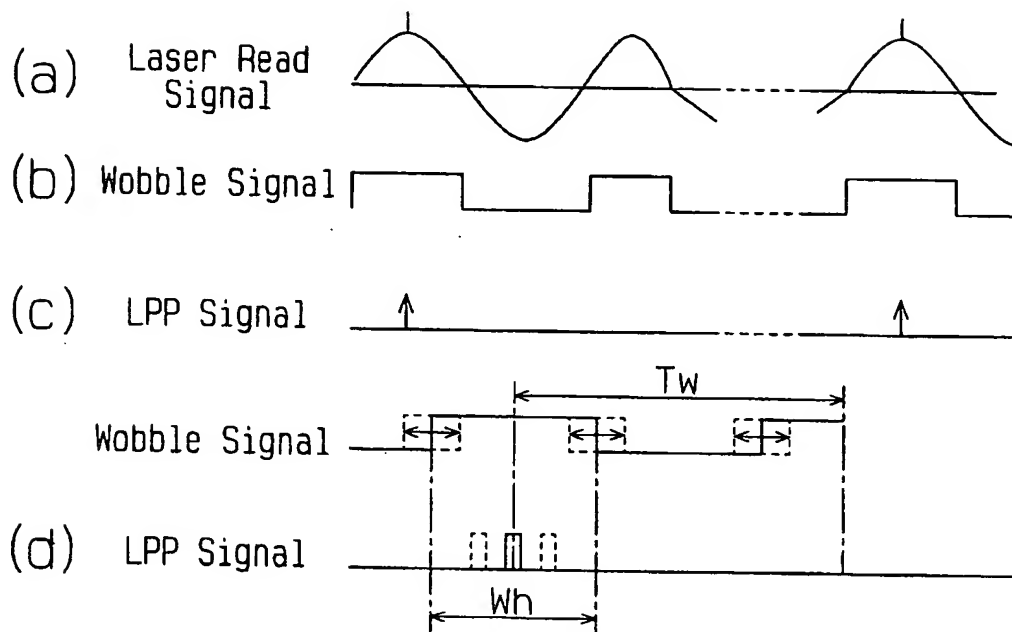 (a) Laser Read
Signal
(b) Wobble Signal
(c) LPP Signal
Tw
Wobble Signal
(d) LPP Signal
Wh